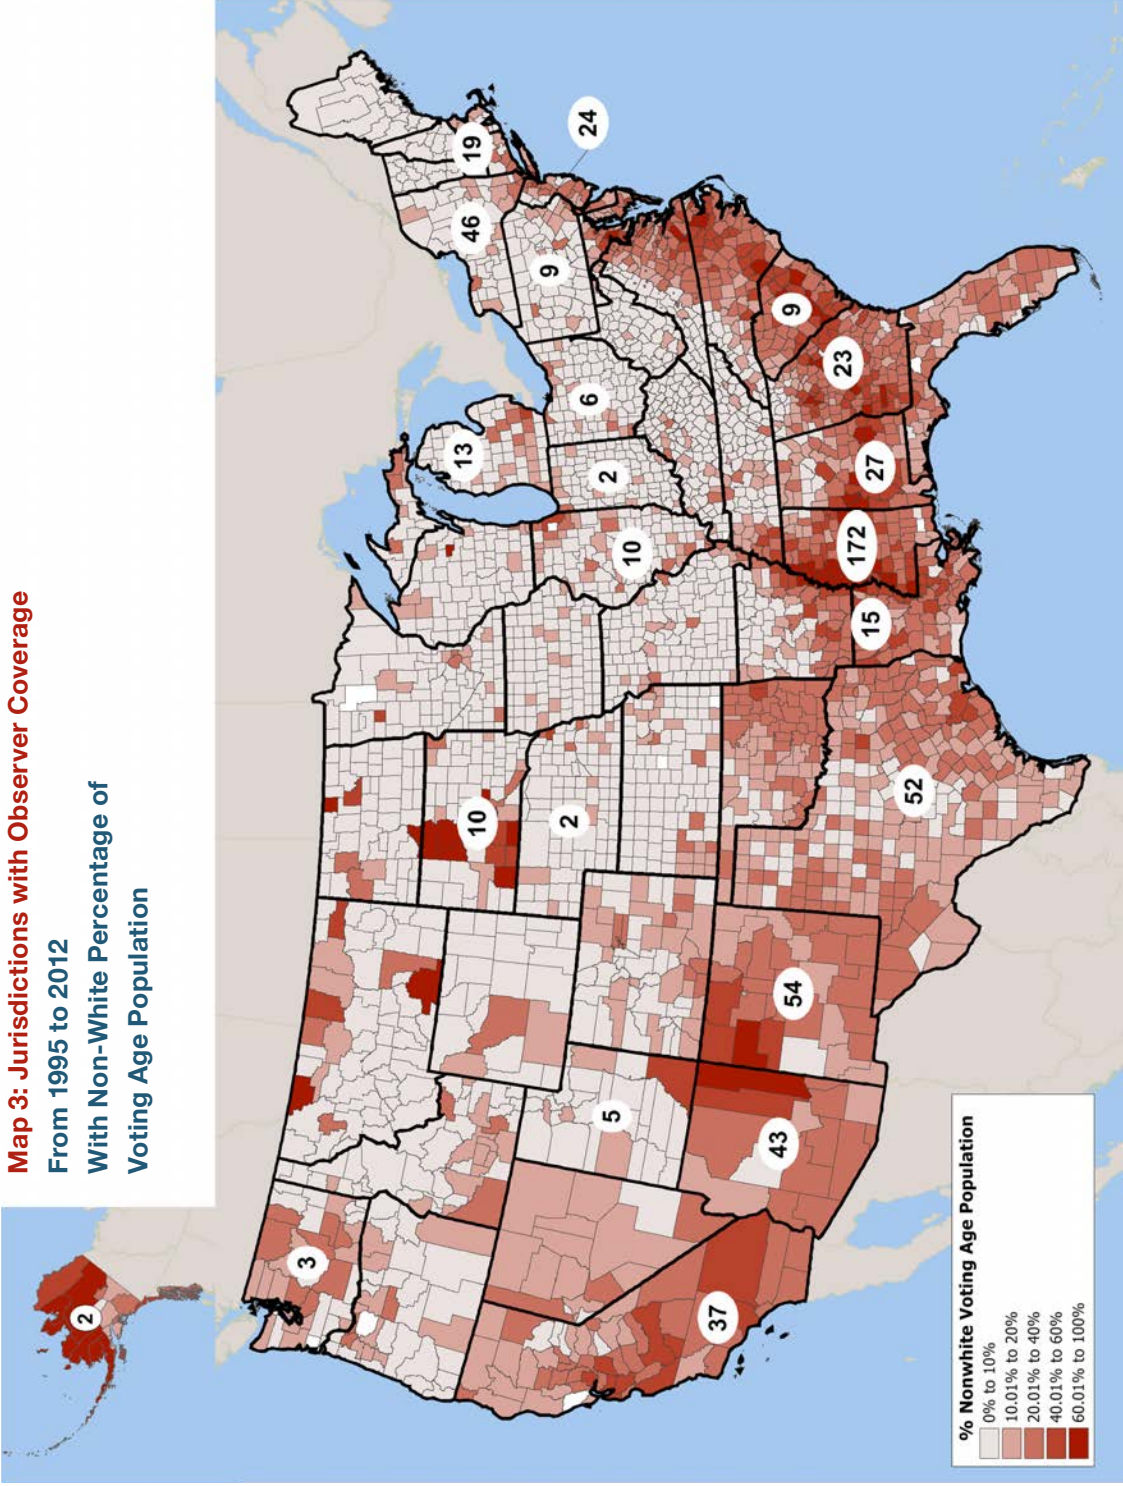 Map 3: Jurisdictions with Observer Coverage
From 1995 to 2012
With Non-White Percentage of
Voting Age Population
2
3
37
43
5
54
10
2
52
15
172
27
23
9
10
2
6
13
9
46
19
24
% Nonwhite Voting Age Population
0% to 10%
10.01% to 20%
20.01% to 40%
40.01% to 60%
60.01% to 100%